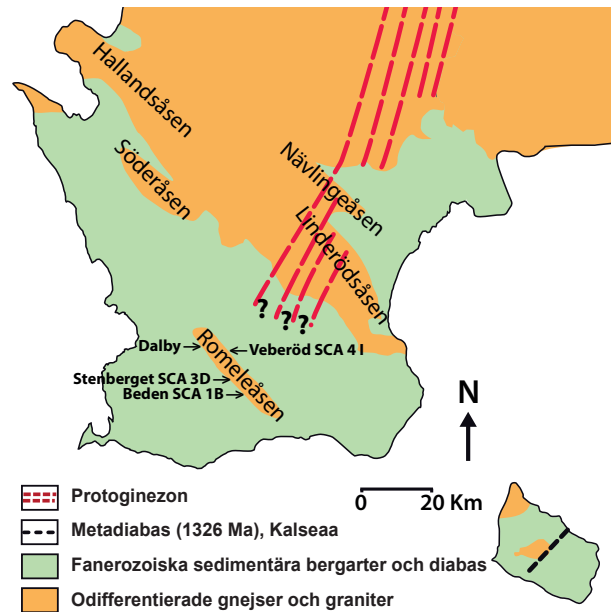 Hallandsåsen
Söderåsen
Nävlingeåsen
Linderödsåsen
? ? ?
Romeleåsen
Dalby
Veberöd SCA 4 I
Stenberget SCA 3D
Beden SCA 1B
N
0 20 Km
Protoginezon
Metadiabas (1326 Ma), Kalseaa
Fanerozoiska sedimentära bergarter och diabas
Odifferentierade gnejser och graniter